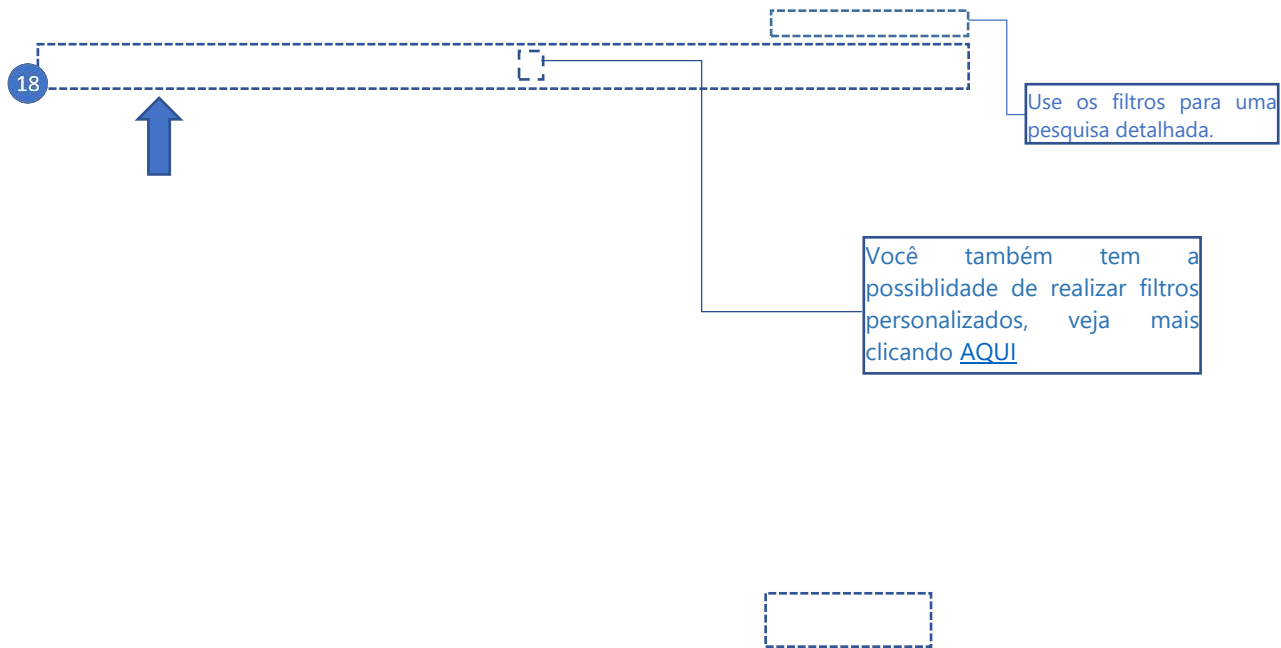 18
Use os filtros para uma
pesquisa detalhada.
Você também tem a
possiblidade de realizar filtros
personalizados, veja mais
clicando AQUI